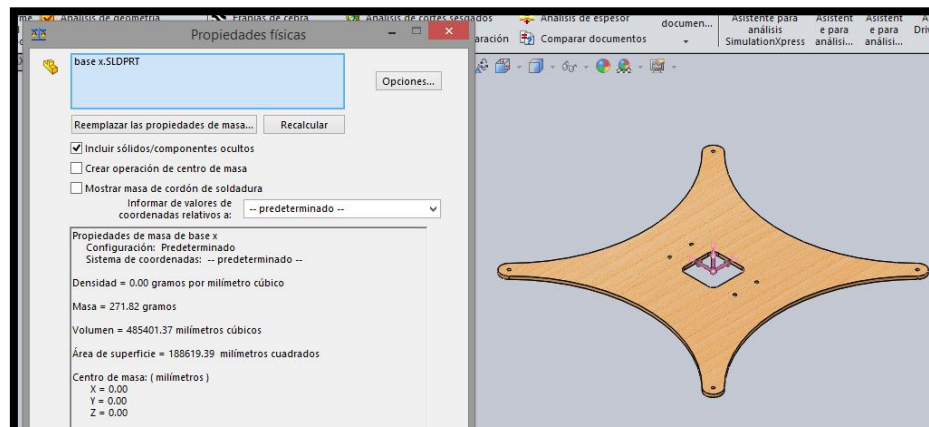 Análisis de geometría
Franjas de cebra
Análisis de cortes sesgados
Análisis de espesor
documen...
Asistente para
análisis
SimulationXpress
Asistent
e para
análisi...
Asistent
e para
análisi...
Comparar documentos
Propiedades físicas
base x.SLDPRT
Opciones...
Reemplazar las propiedades de masa...
Recalcular
Incluir sólidos/componentes ocultos
Crear operación de centro de masa
Mostrar masa de cordón de soldadura
Informar de valores de
coordenadas relativos a:
-- predeterminado --
Propiedades de masa de base x
Configuración: Predeterminado
Sistema de coordenadas: -- predeterminado --
Densidad = 0.00 gramos por milímetro cúbico
Masa = 271.82 gramos
Volumen = 485401.37 milímetros cúbicos
Área de superficie = 188619.39 milímetros cuadrados
Centro de masa: ( milímetros )
X = 0.00
Y = 0.00
Z = 0.00